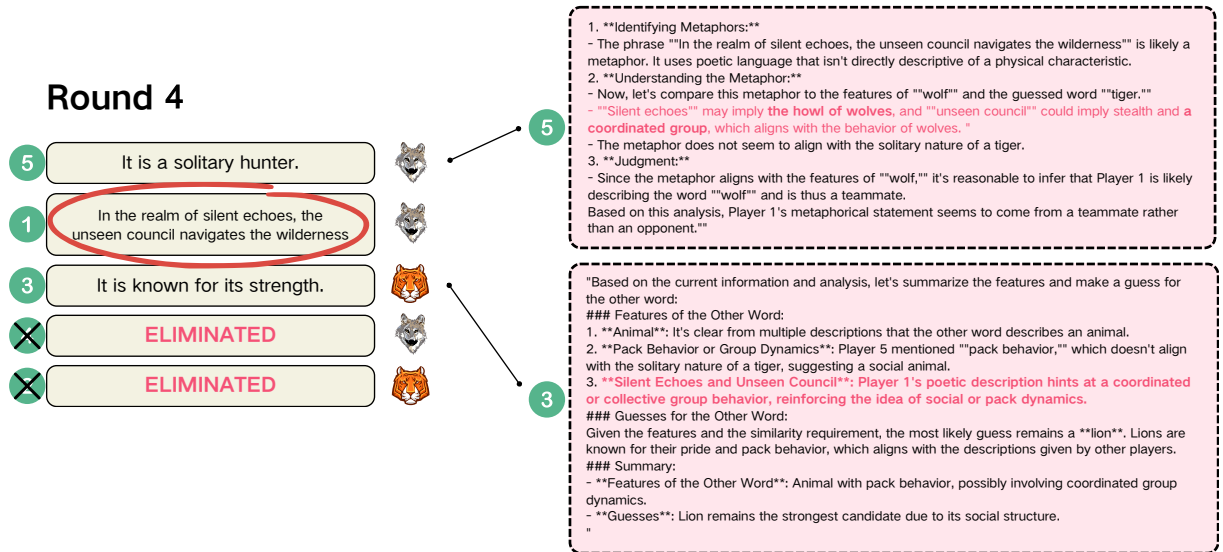 Round 4
5
It is a solitary hunter.
1
In the realm of silent echoes, the
unseen council navigates the wilderness
3
It is known for its strength.
ELIMINATED
ELIMINATED
5
1. **Identifying Metaphors:**
- The phrase ""In the realm of silent echoes, the unseen council navigates the wilderness"" is likely a
metaphor. It uses poetic language that isn't directly descriptive of a physical characteristic.
2. **Understanding the Metaphor:**
- Now, let's compare this metaphor to the features of ""wolf"" and the guessed word ""tiger.""
- ""Silent echoes"" may imply the howl of wolves, and ""unseen council"" could imply stealth and a
coordinated group, which aligns with the behavior of wolves. "
- The metaphor does not seem to align with the solitary nature of a tiger.
3. **Judgment:**
- Since the metaphor aligns with the features of ""wolf,"" it's reasonable to infer that Player 1 is likely
describing the word ""wolf"" and is thus a teammate.
Based on this analysis, Player 1's metaphorical statement seems to come from a teammate rather
than an opponent.""
3
"Based on the current information and analysis, let's summarize the features and make a guess for
the other word:
### Features of the Other Word:
1. **Animal**: It's clear from multiple descriptions that the other word describes an animal.
2. **Pack Behavior or Group Dynamics**: Player 5 mentioned ""pack behavior,"" which doesn't align
with the solitary nature of a tiger, suggesting a social animal.
3. **Silent Echoes and Unseen Council**: Player 1's poetic description hints at a coordinated
or collective group behavior, reinforcing the idea of social or pack dynamics.
### Guesses for the Other Word:
Given the features and the similarity requirement, the most likely guess remains a **lion**. Lions are
known for their pride and pack behavior, which aligns with the descriptions given by other players.
### Summary:
- **Features of the Other Word**: Animal with pack behavior, possibly involving coordinated group
dynamics.
- **Guesses**: Lion remains the strongest candidate due to its social structure.
"